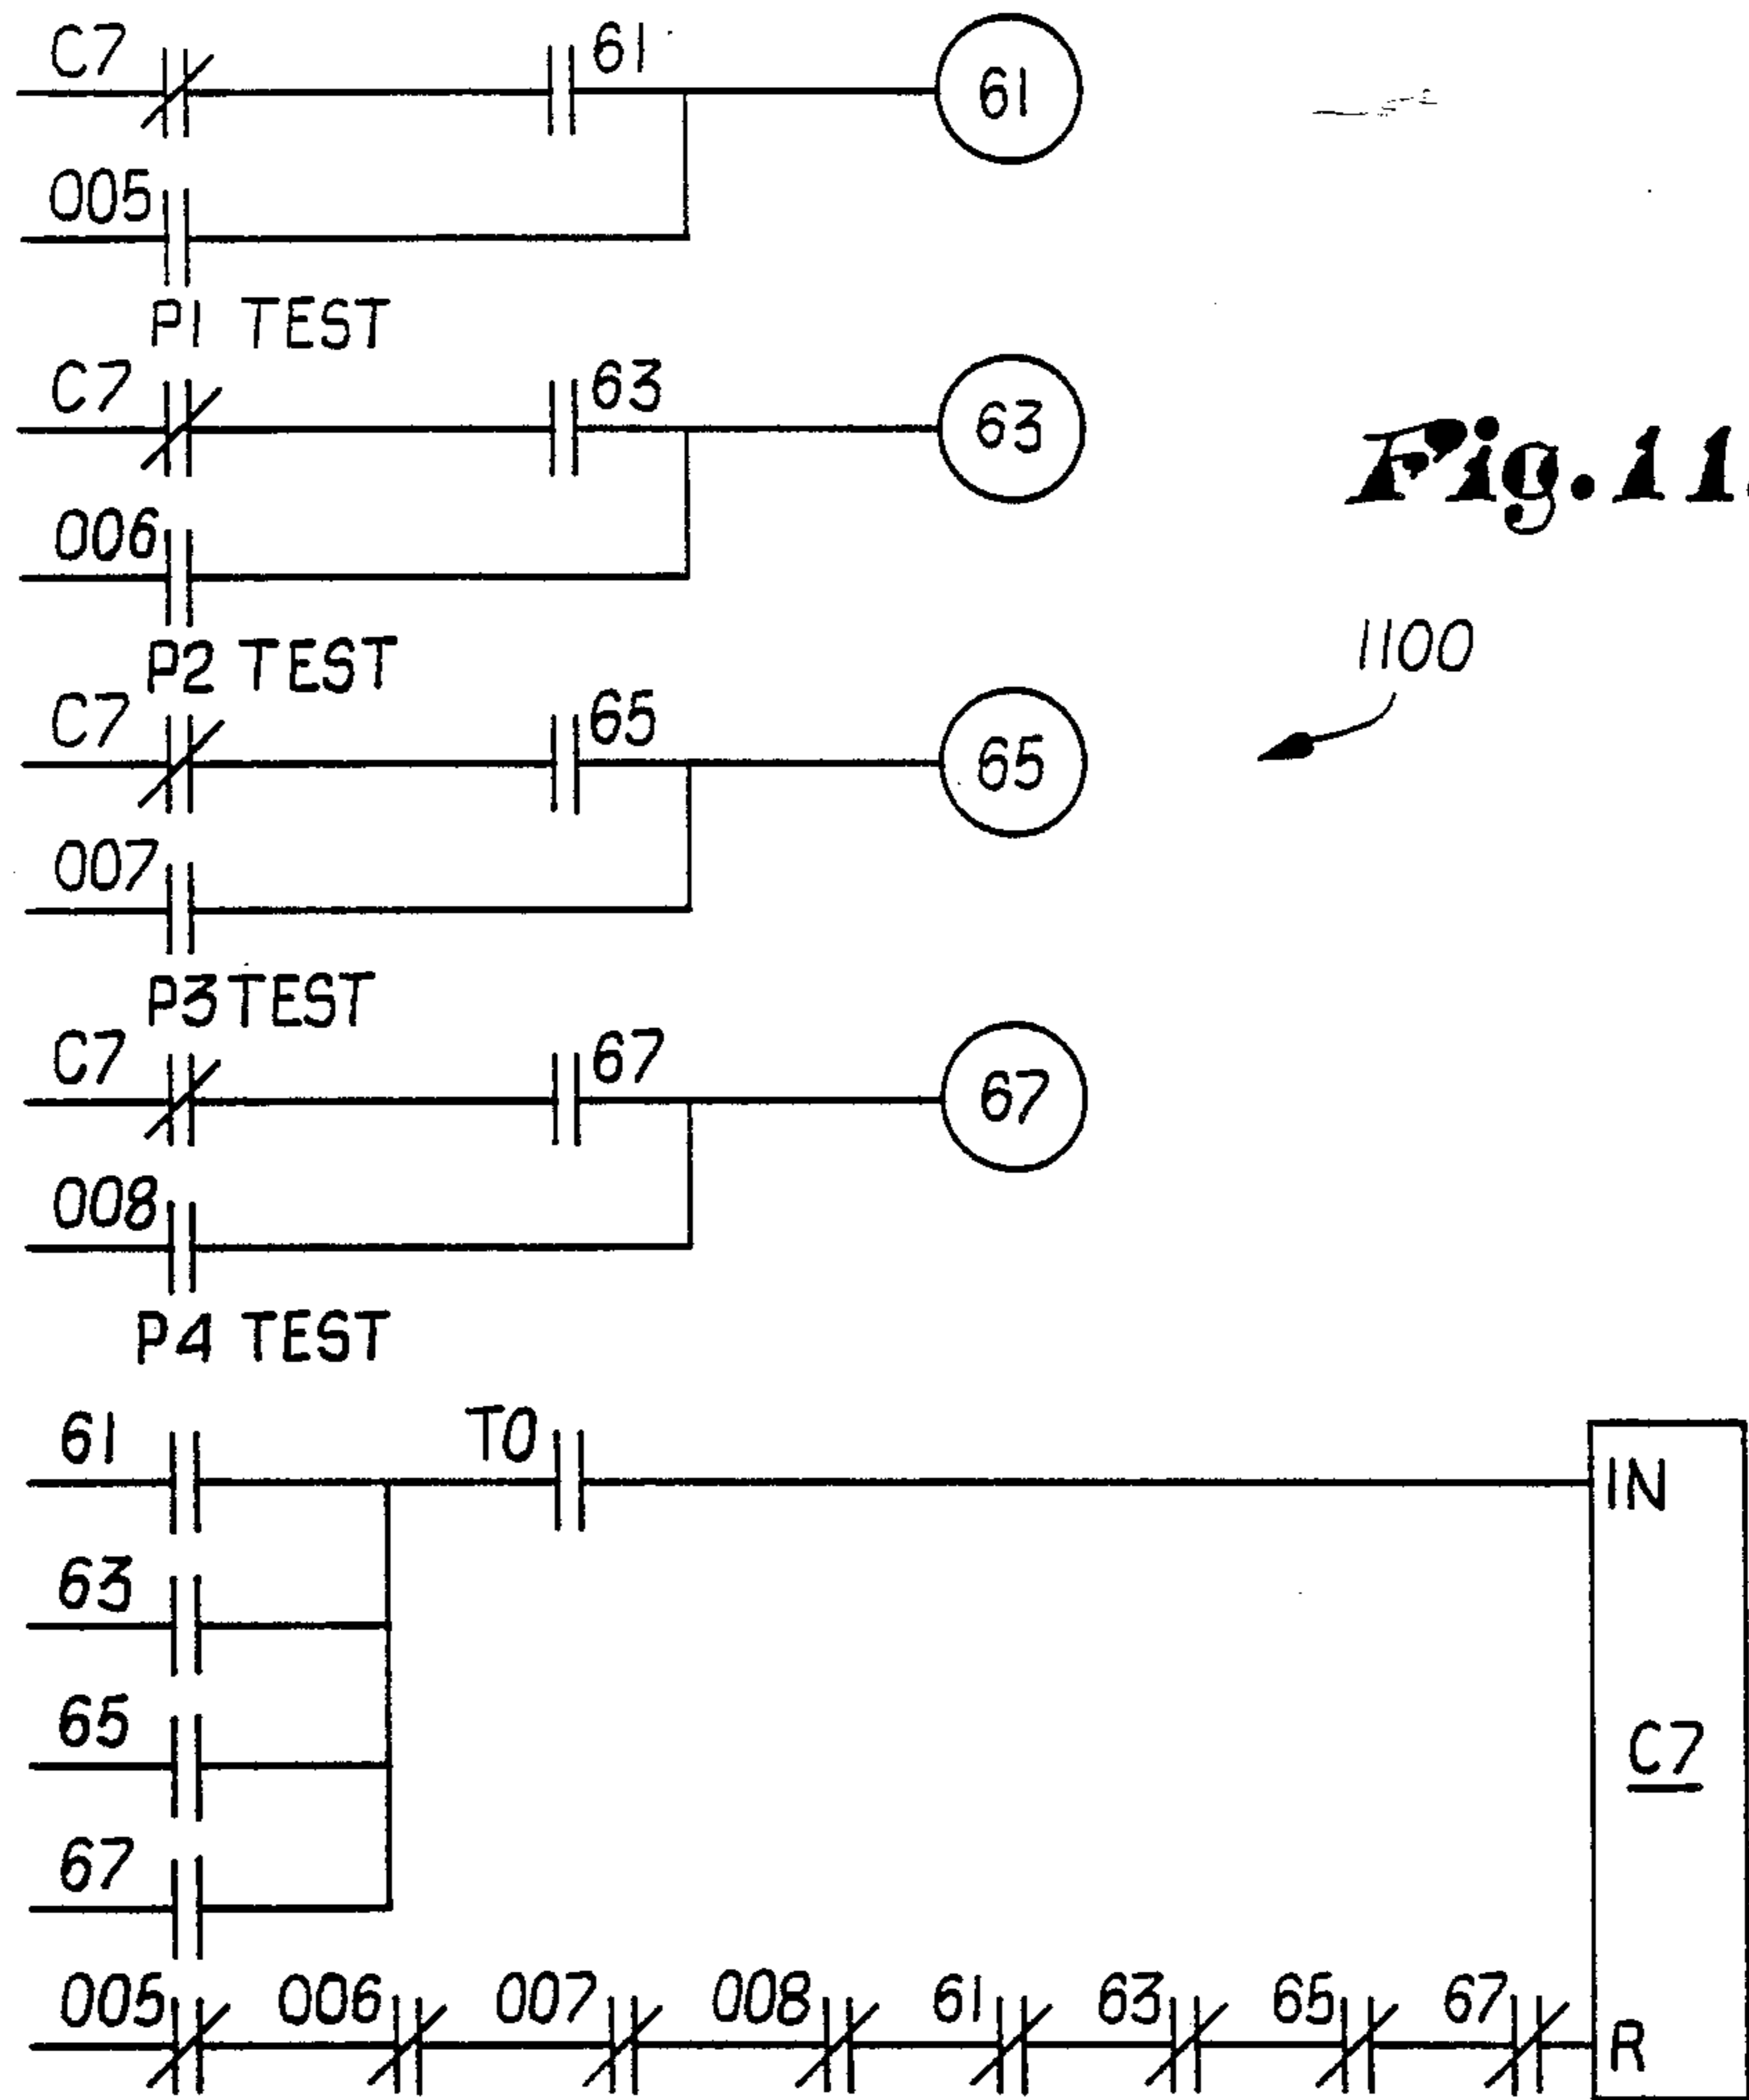 C7 61 61
005
P1 TEST
C7 63 63
Fig.11.
006
1100
P2 TEST
C7 65 65
007
P3 TEST
C7 67 67
008
P4 TEST
61 T0 IN
63
65
C7
67
005 006 007 008 61 63 65 67 R